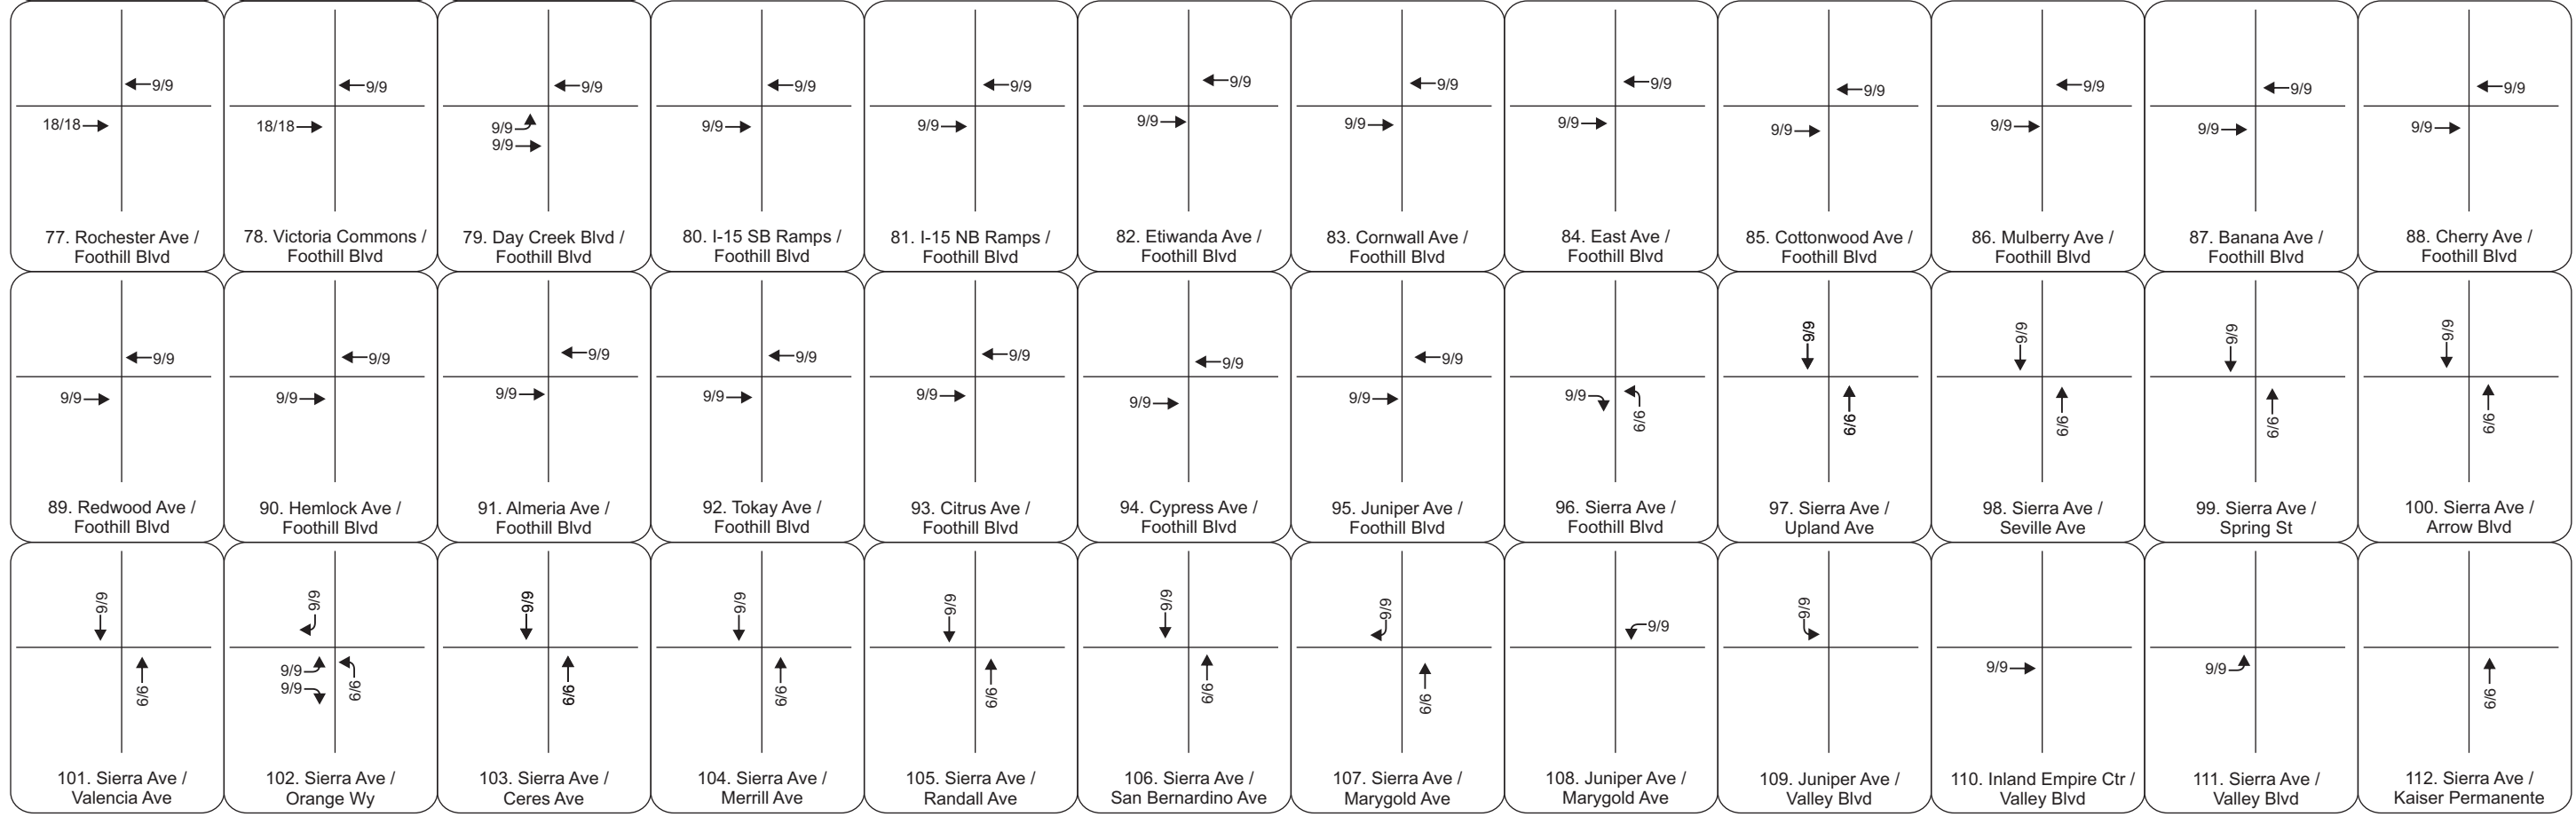 9/9
18/18
77. Rochester Ave /
Foothill Blvd
9/9
18/18
78. Victoria Commons /
Foothill Blvd
9/9
9/9
9/9
79. Day Creek Blvd /
Foothill Blvd
9/9
9/9
80. I-15 SB Ramps /
Foothill Blvd
9/9
9/9
81. I-15 NB Ramps /
Foothill Blvd
9/9
9/9
82. Etiwanda Ave /
Foothill Blvd
9/9
9/9
83. Cornwall Ave /
Foothill Blvd
9/9
9/9
84. East Ave /
Foothill Blvd
9/9
9/9
85. Cottonwood Ave /
Foothill Blvd
9/9
9/9
86. Mulberry Ave /
Foothill Blvd
9/9
9/9
87. Banana Ave /
Foothill Blvd
9/9
9/9
88. Cherry Ave /
Foothill Blvd
9/9
9/9
89. Redwood Ave /
Foothill Blvd
9/9
9/9
90. Hemlock Ave /
Foothill Blvd
9/9
9/9
91. Almeria Ave /
Foothill Blvd
9/9
9/9
92. Tokay Ave /
Foothill Blvd
9/9
9/9
93. Citrus Ave /
Foothill Blvd
9/9
9/9
94. Cypress Ave /
Foothill Blvd
9/9
9/9
95. Juniper Ave /
Foothill Blvd
9/9
9/9
96. Sierra Ave /
Foothill Blvd
9/9
9/9
97. Sierra Ave /
Upland Ave
9/9
9/9
98. Sierra Ave /
Seville Ave
9/9
9/9
99. Sierra Ave /
Spring St
9/9
9/9
100. Sierra Ave /
Arrow Blvd
9/9
9/9
101. Sierra Ave /
Valencia Ave
9/9
9/9
9/9
9/9
102. Sierra Ave /
Orange Wy
9/9
9/9
103. Sierra Ave /
Ceres Ave
9/9
9/9
104. Sierra Ave /
Merrill Ave
9/9
9/9
105. Sierra Ave /
Randall Ave
9/9
9/9
106. Sierra Ave /
San Bernardino Ave
9/9
9/9
107. Sierra Ave /
Marygold Ave
9/9
108. Juniper Ave /
Marygold Ave
9/9
109. Juniper Ave /
Valley Blvd
9/9
110. Inland Empire Ctr /
Valley Blvd
9/9
111. Sierra Ave /
Valley Blvd
9/9
112. Sierra Ave /
Kaiser Permanente